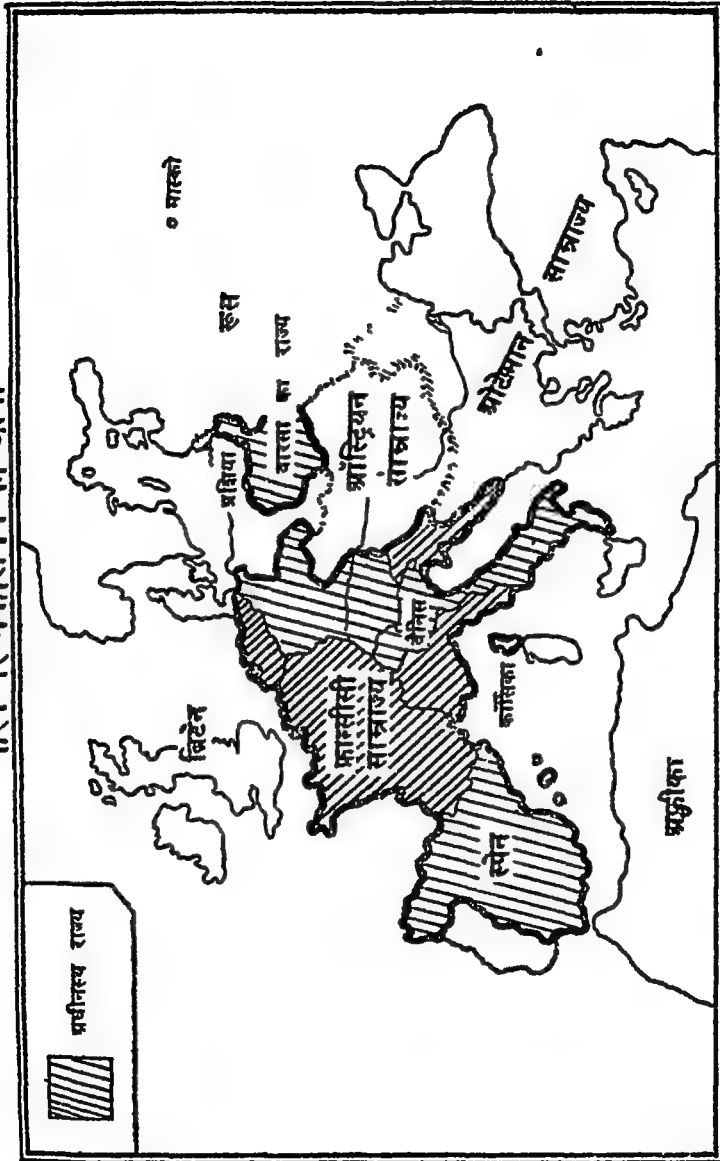 अधीनस्थ राज्य
ब्रिटेन
प्रशिया
रूस
मास्को
वारसा का राज्य
फ्रान्सीसी
साम्राज्य
ऑस्ट्रियन
साम्राज्य
वेनिस
स्पेन
कार्सिका
ओटोमान
साम्राज्य
अफ्रीका